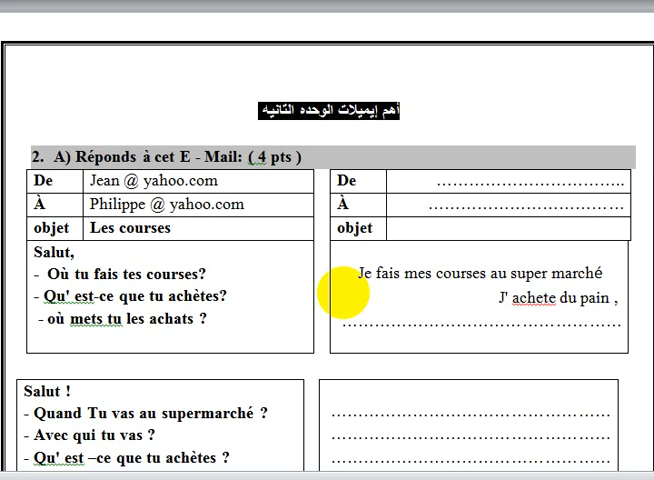 أهم إيميلات الوحده الثانيه
2. A) Réponds à cet E - Mail: ( 4 pts )
De Jean @ yahoo.com
À Philippe @ yahoo.com
objet Les courses
Salut,
- Où tu fais tes courses?
- Qu' est-ce que tu achètes?
- où mets tu les achats ?
De ....................................
À .....................................
objet
Je fais mes courses au super marché
J' achete du pain ,
......................................................
Salut !
- Quand Tu vas au supermarché ?
- Avec qui tu vas ?
- Qu' est –ce que tu achètes ?
......................................................
......................................................
......................................................